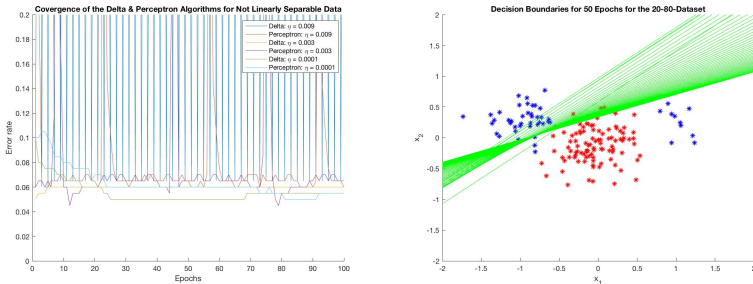 Covergence of the Delta & Perceptron Algorithms for Not Linearly Separable Data
0.2
0.18
0.16
0.14
0.12
0.1
0.08
0.06
0.04
0.02
0
Error rate
Delta: η = 0.009
Perceptron: η = 0.009
Delta: η = 0.003
Perceptron: η = 0.003
Delta: η = 0.0001
Perceptron: η = 0.0001
0 10 20 30 40 50 60 70 80 90 100
Epochs
Decision Boundaries for 50 Epochs for the 20-80-Dataset
2
1.5
1
0.5
0
-0.5
-1
-1.5
-2
x2
-2 -1.5 -1 -0.5 0 0.5 1 1.5 2
x1